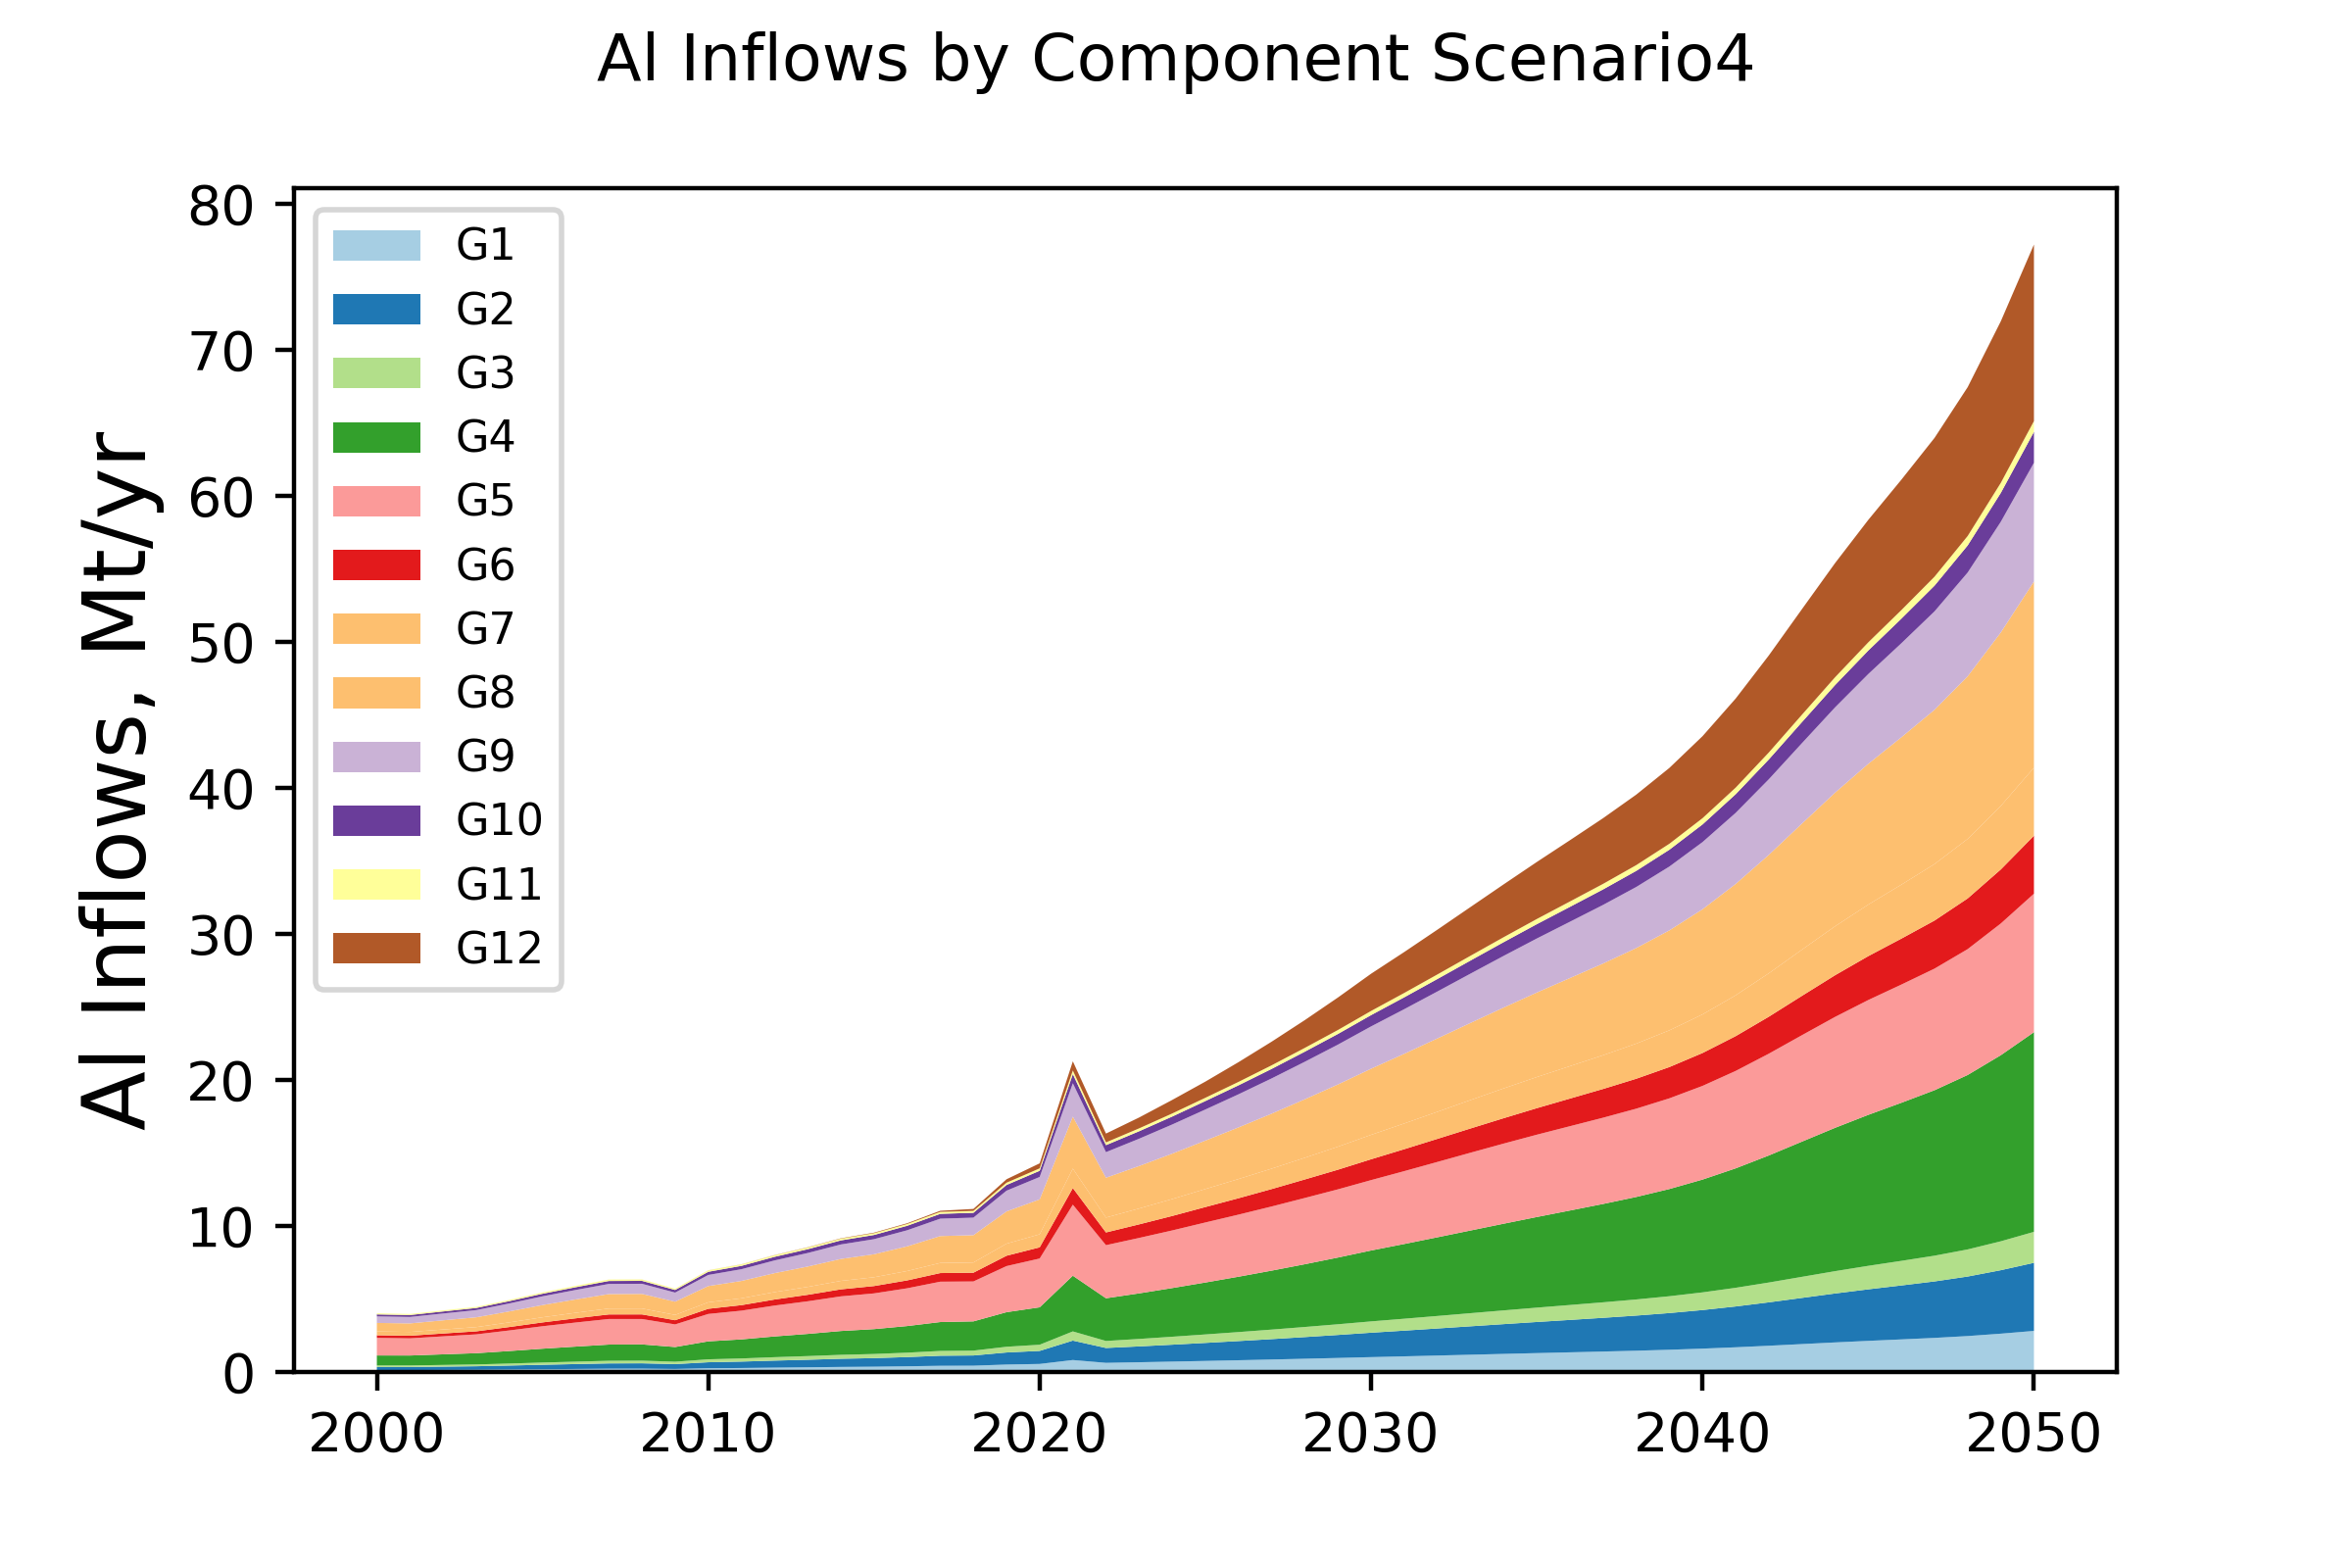 Al Inflows by Component Scenario4
Al Inflows, Mt/yr
80
70
60
50
40
30
20
10
0
G1
G2
G3
G4
G5
G6
G7
G8
G9
G10
G11
G12
2000 2010 2020 2030 2040 2050